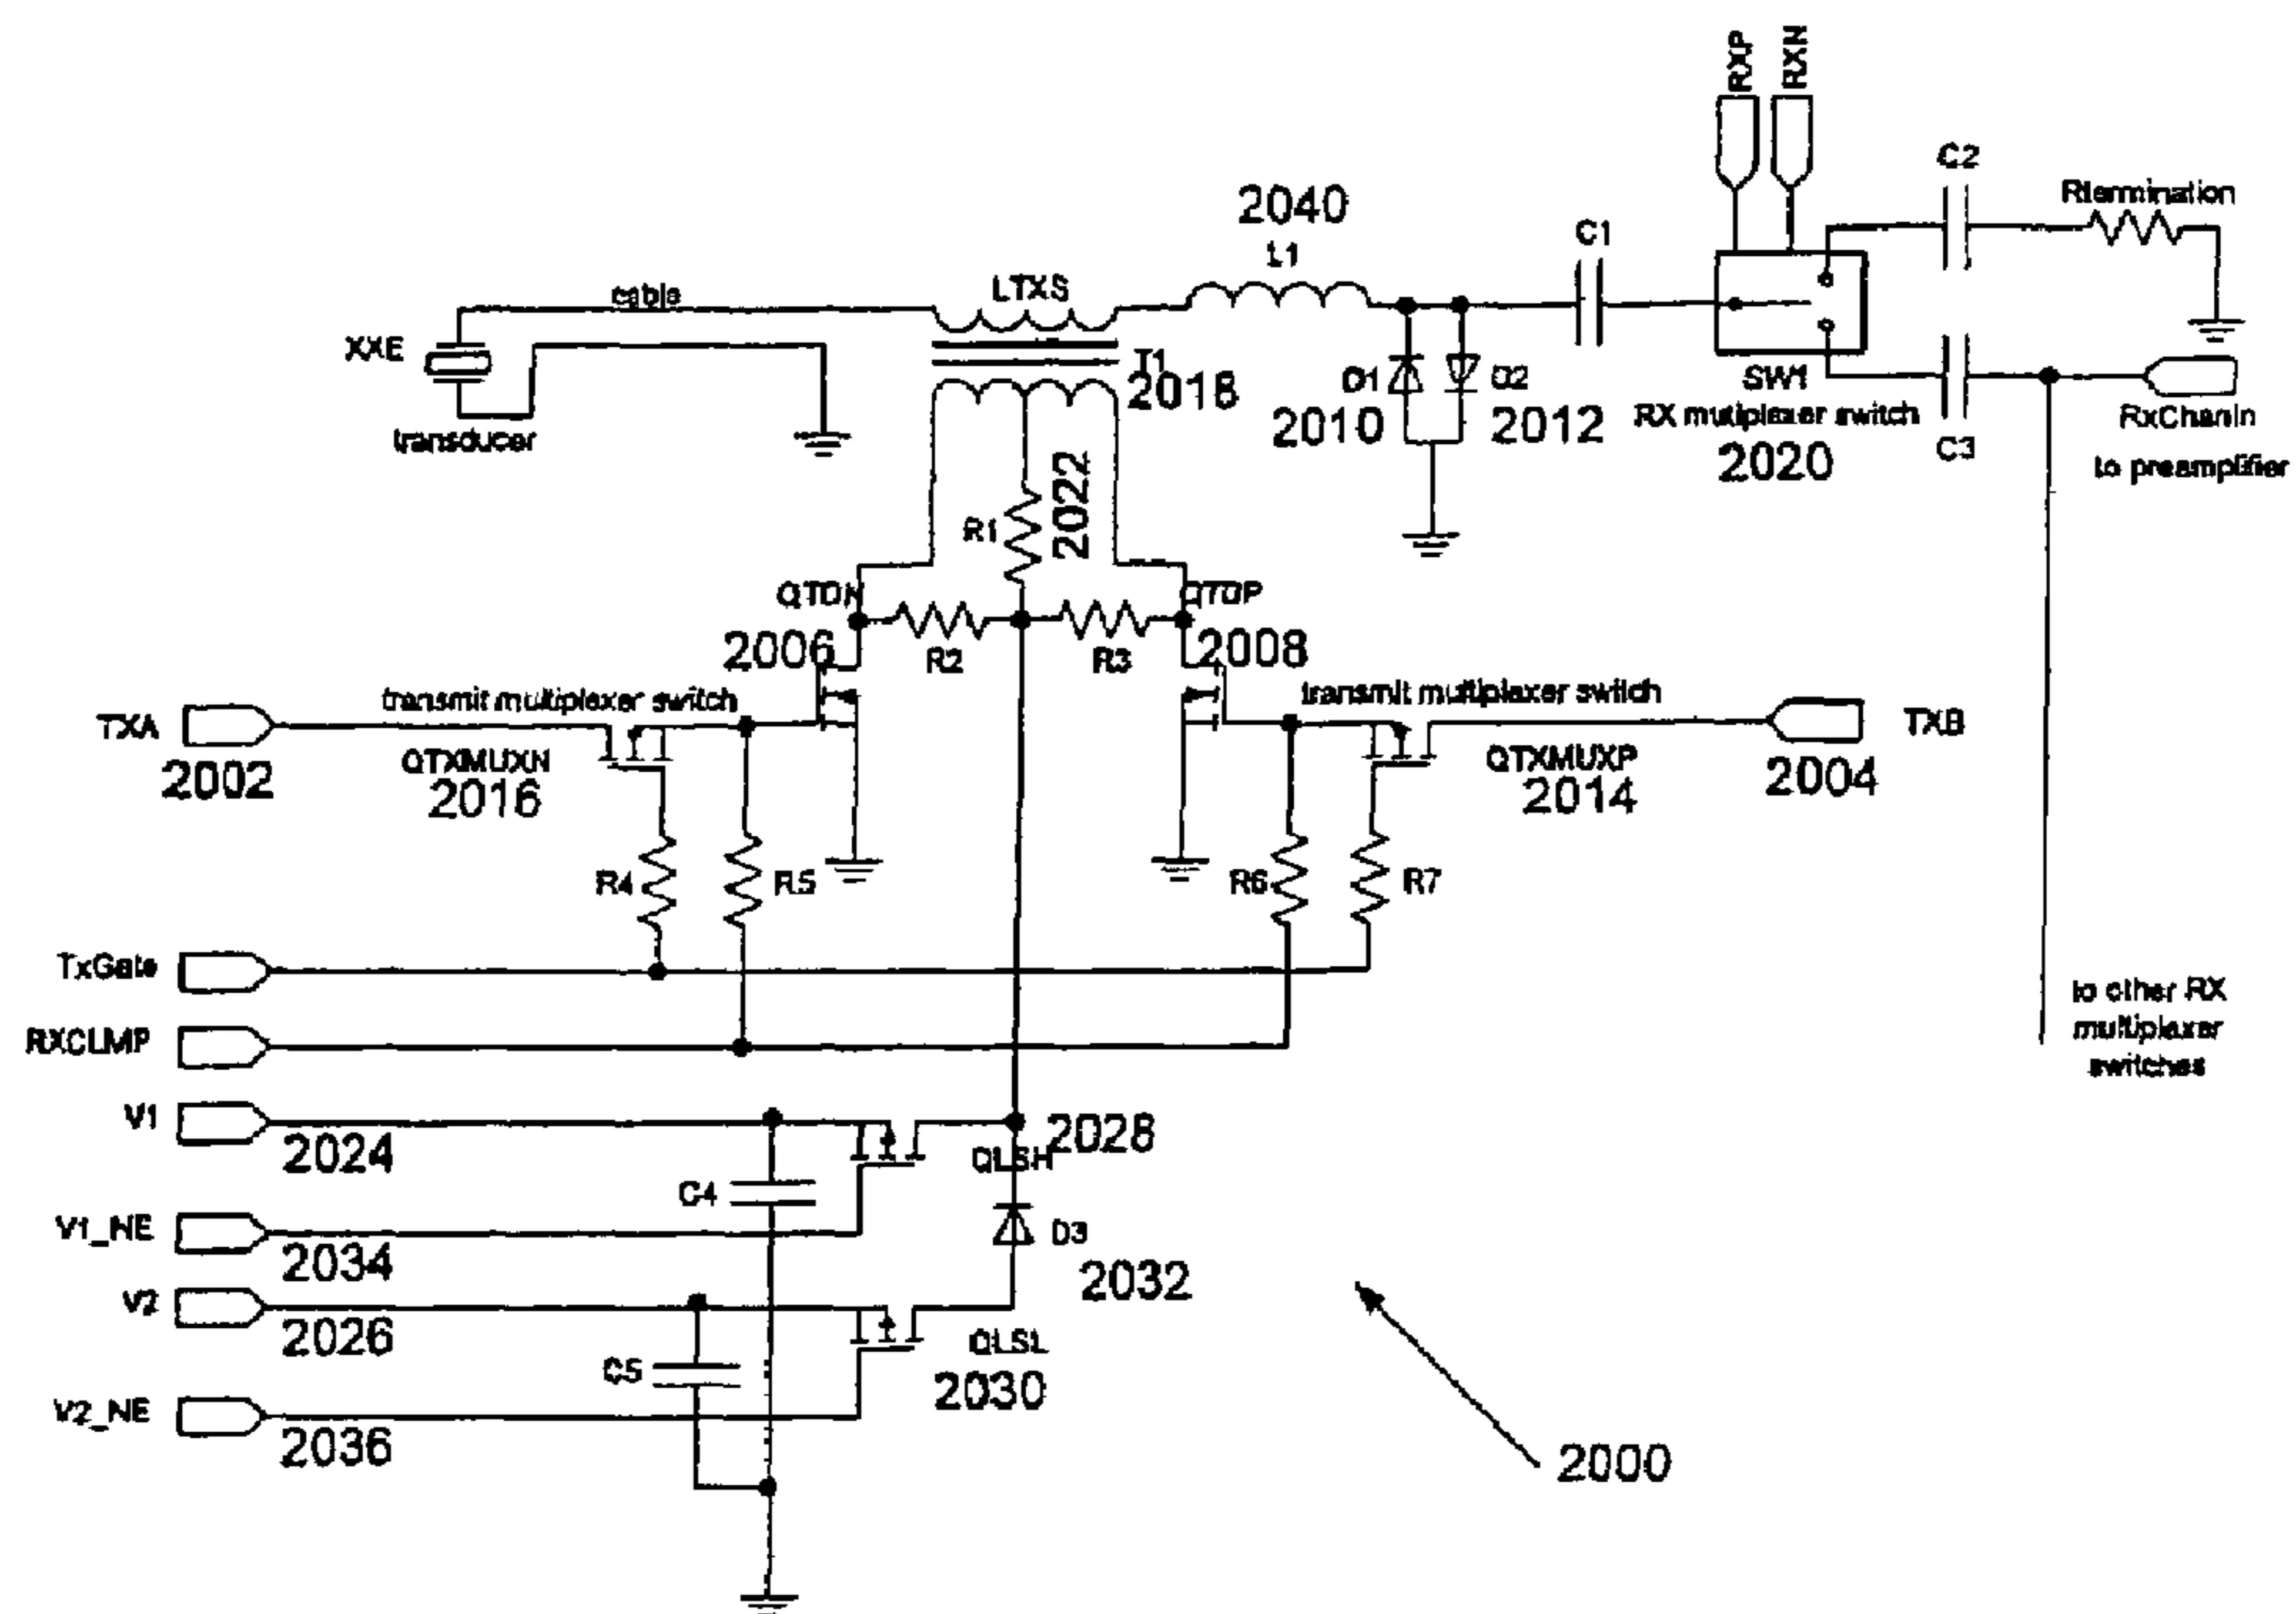 RXP
RXN
C2
Rtermination
2040
L1
C1
cable
LTXS
XXE
T1
2018
transducer
D1
2010
D2
2012
SW1
RX mutiplexer switch
2020
C3
RxChanIn
to preamplifier
R1
2022
QTDN
2006
R2
R3
QTDP
2008
TXA
2002
transmit multiplexer switch
QTXMUXN
2016
transmit multiplexer switch
QTXMUXP
2014
TXB
2004
R4
R5
R6
R7
TxGate
RXCLMP
to other RX
multiplexer
switches
V1
2024
QLSH
2028
C4
V1_NE
2034
D3
2032
V2
2026
QLSL
2030
C5
V2_NE
2036
2000